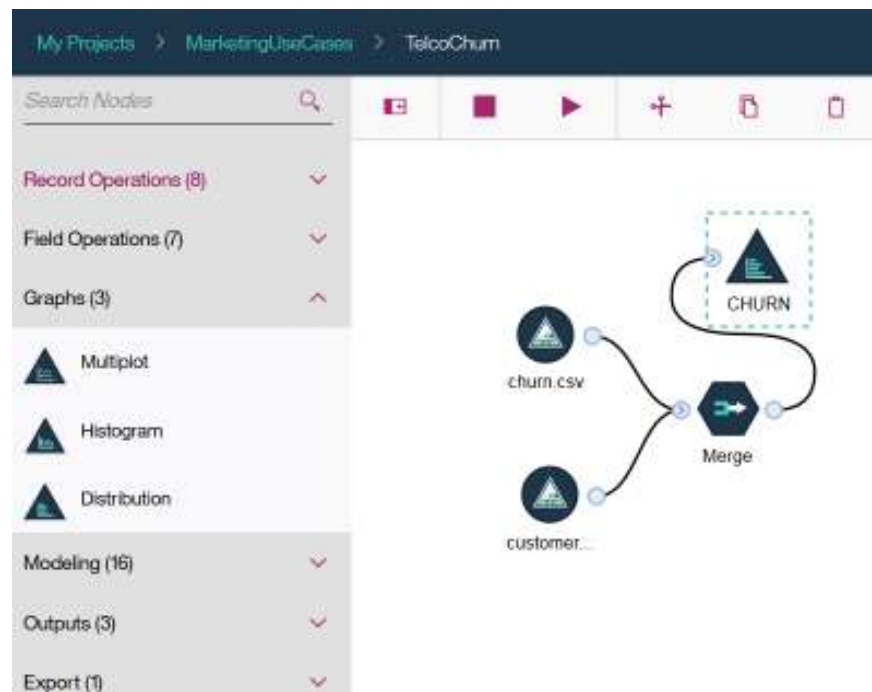 My Projects > MarketingUseCases > TelcoChurn
Search Nodes
Record Operations (8)
Field Operations (7)
Graphs (3)
Multiplot
Histogram
Distribution
Modeling (16)
Outputs (3)
Export (1)
CHURN
churn.csv
Merge
customer...